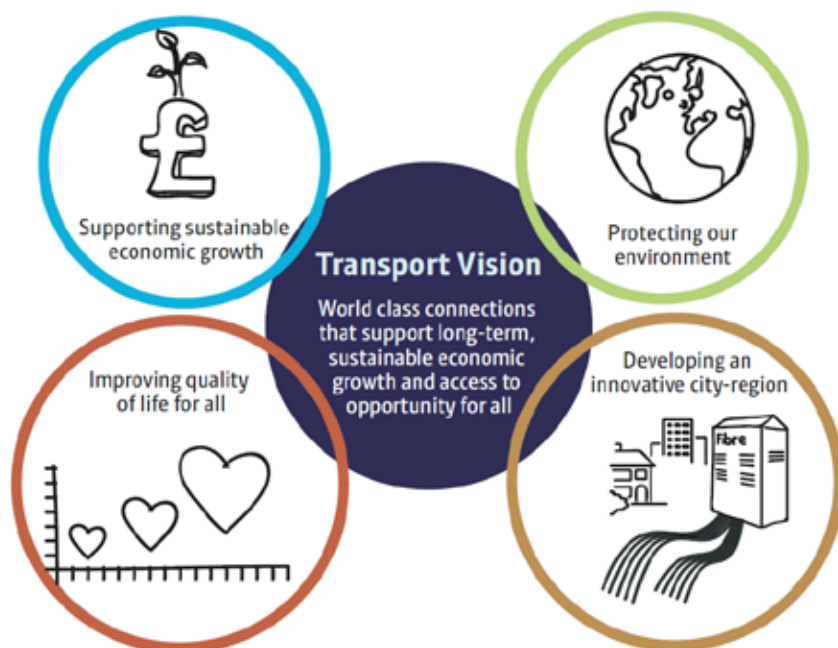 Supporting sustainable
economic growth
Protecting our
environment
Transport Vision
World class connections
that support long-term,
sustainable economic
growth and access to
opportunity for all
Improving quality
of life for all
Developing an
innovative city-region
Fibre
£